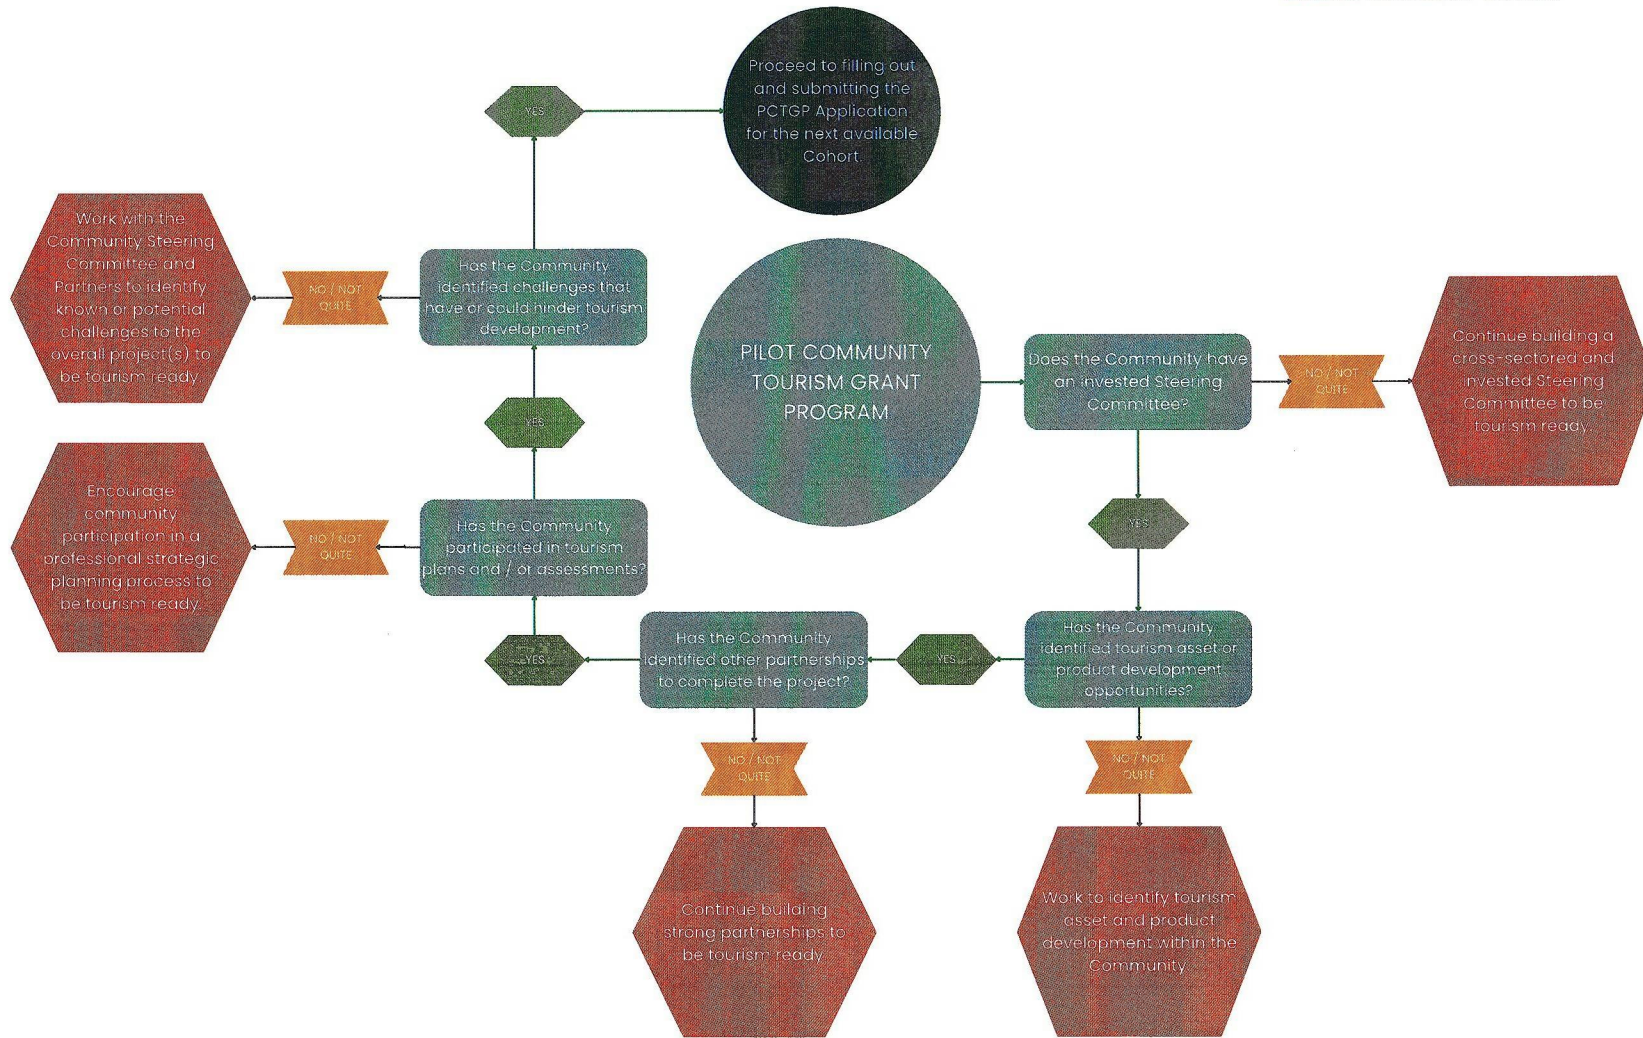 PILOT COMMUNITY
TOURISM GRANT
PROGRAM
Does the Community have
an invested Steering
Committee?
NO / NOT
QUITE
Continue building a
cross-sectored and
invested Steering
Committee to be
tourism ready.
YES
Has the Community
identified tourism asset or
product development
opportunities?
NO / NOT
QUITE
Work to identify tourism
asset and product
development within the
Community.
YES
Has the Community
identified other partnerships
to complete the project?
NO / NOT
QUITE
Continue building
strong partnerships to
be tourism ready.
YES
Has the Community
participated in tourism
plans and / or assessments?
NO / NOT
QUITE
Encourage
community
participation in a
professional strategic
planning process to
be tourism ready.
YES
Has the Community
identified challenges that
have or could hinder tourism
development?
NO / NOT
QUITE
Work with the
Community Steering
Committee and
Partners to identify
known or potential
challenges to the
overall project(s) to
be tourism ready.
YES
Proceed to filling out
and submitting the
PCTGP Application
for the next available
Cohort.